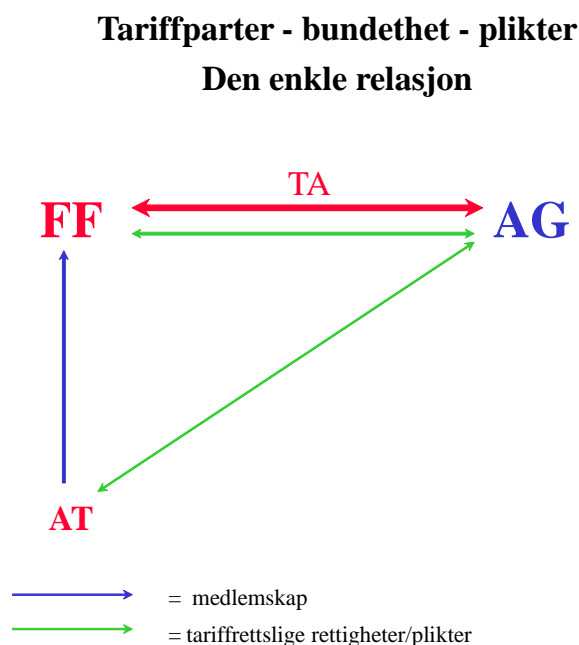 Tariffparter - bundethet - plikter
Den enkle relasjon
TA
FF AG
AT
= medlemskap
= tariffrettslige rettigheter/plikter